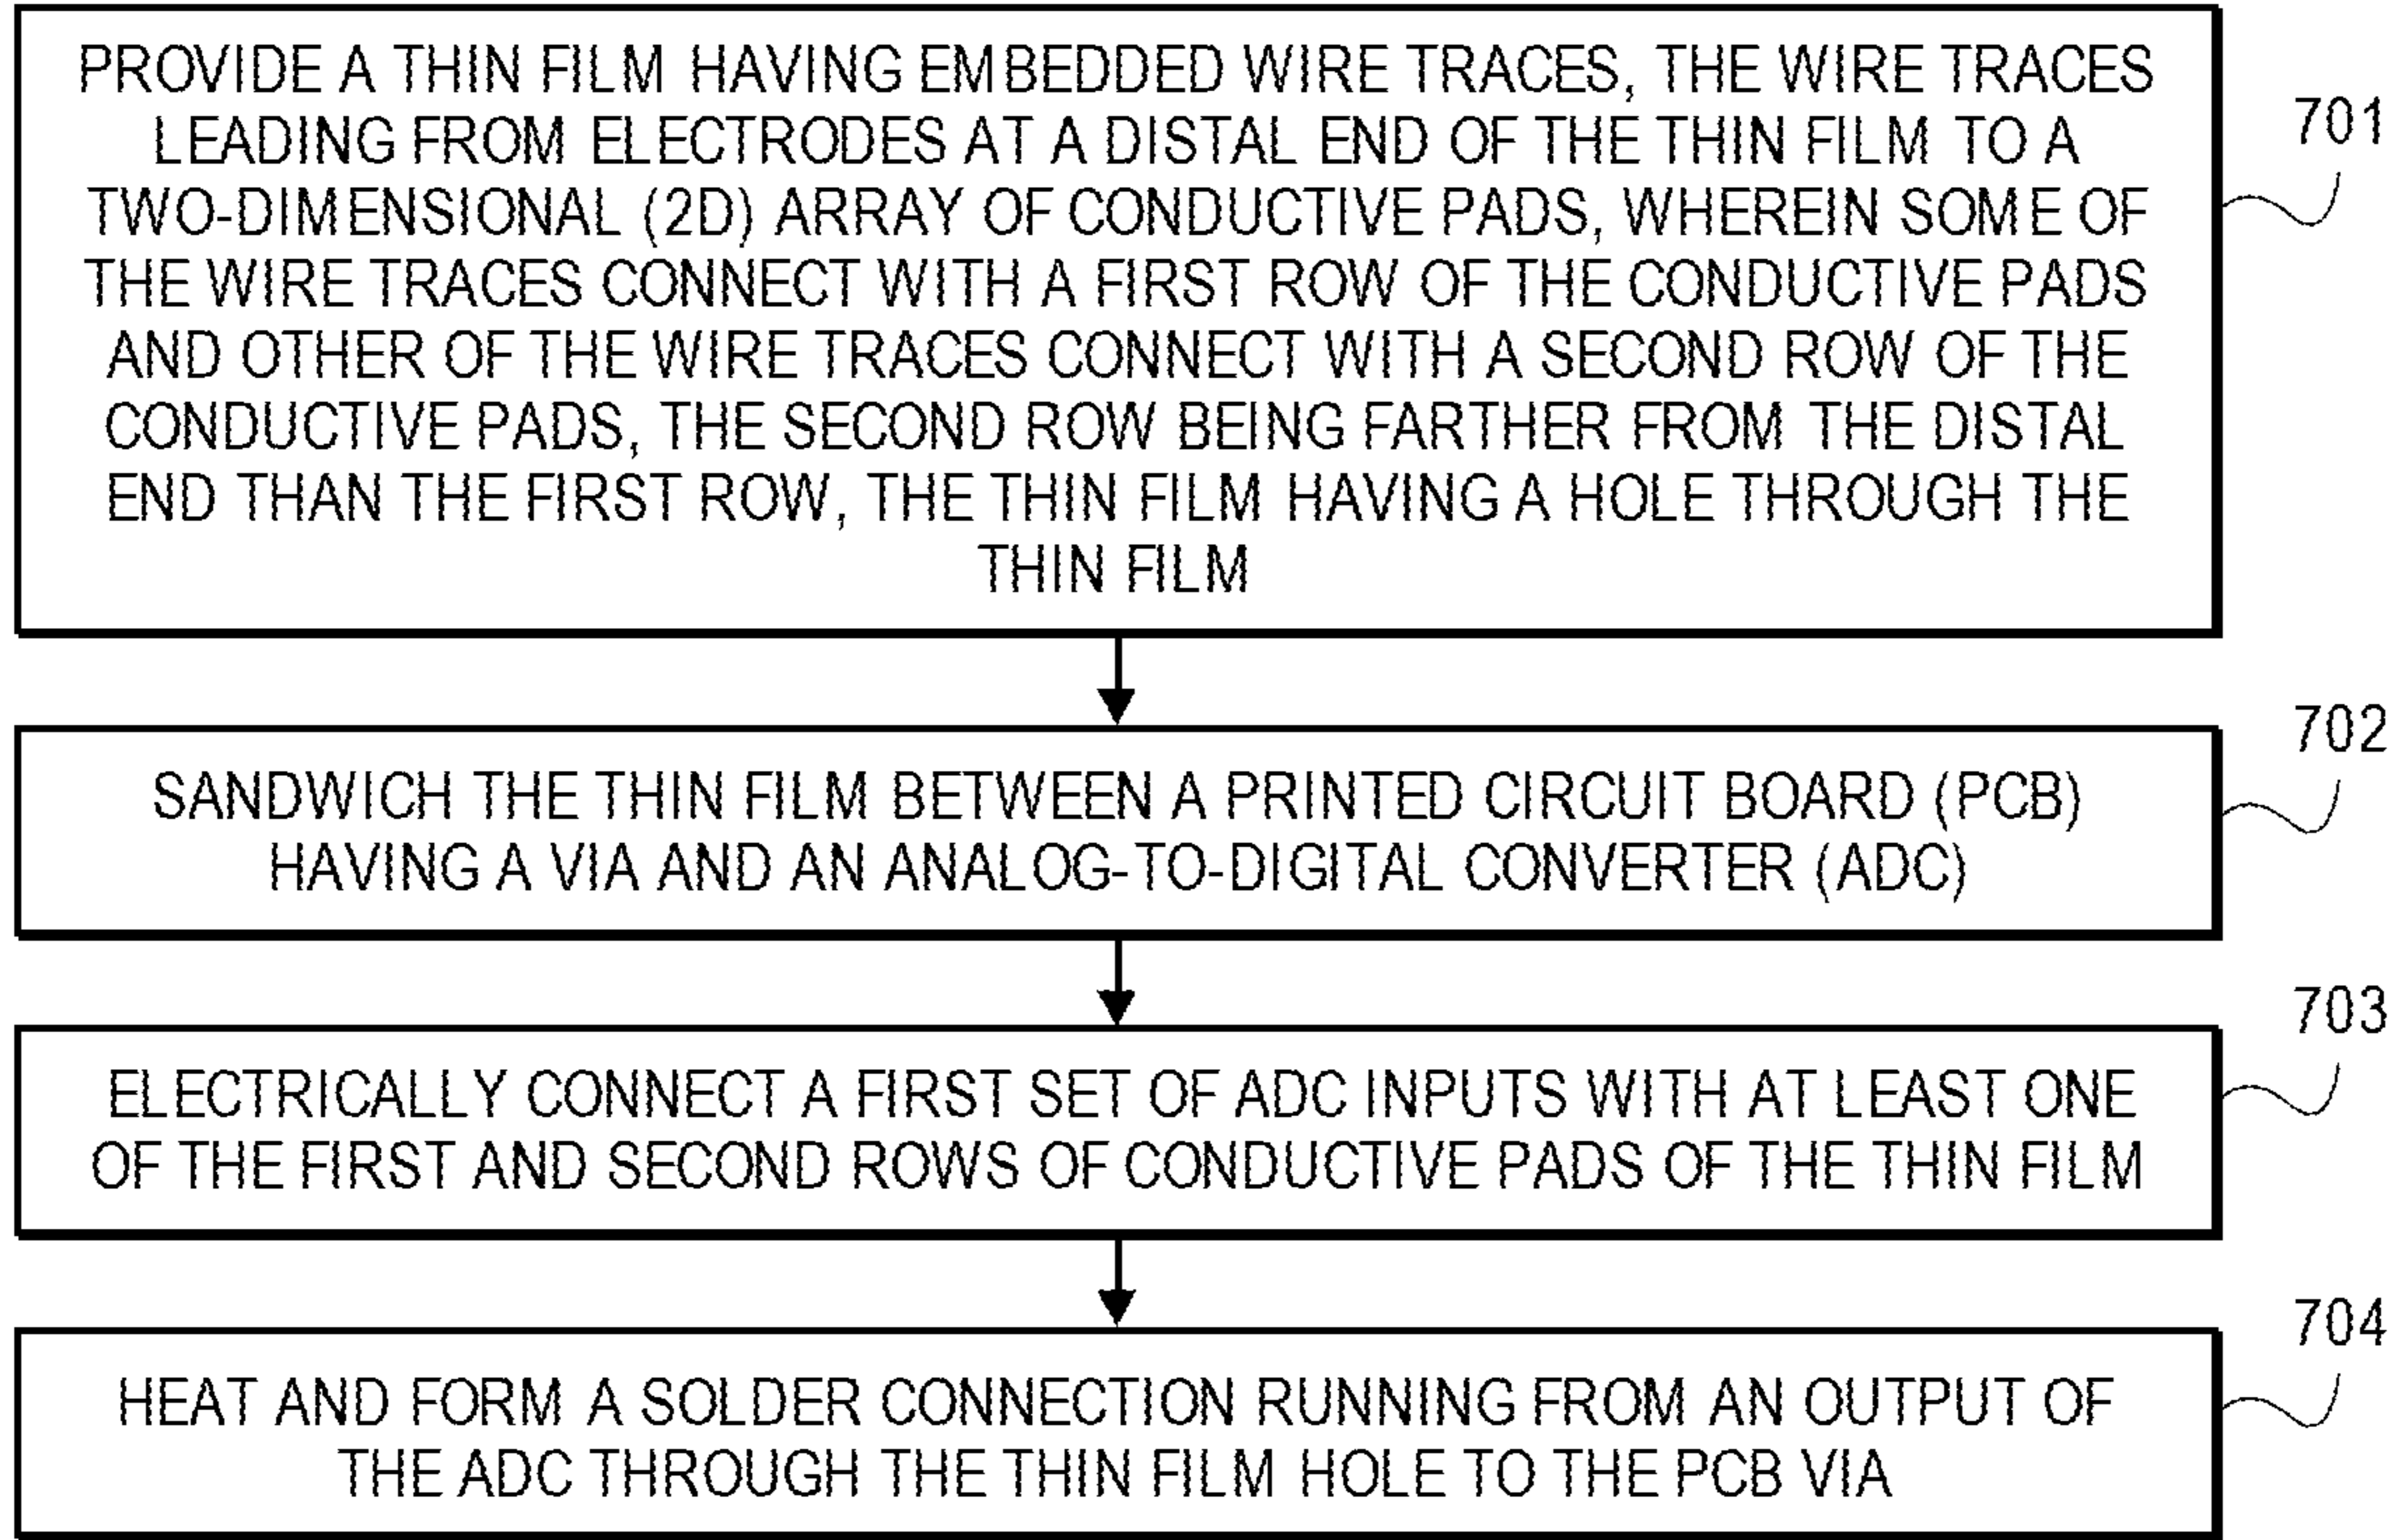 PROVIDE A THIN FILM HAVING EMBEDDED WIRE TRACES, THE WIRE TRACES
LEADING FROM ELECTRODES AT A DISTAL END OF THE THIN FILM TO A
TWO-DIMENSIONAL (2D) ARRAY OF CONDUCTIVE PADS, WHEREIN SOME OF
THE WIRE TRACES CONNECT WITH A FIRST ROW OF THE CONDUCTIVE PADS
AND OTHER OF THE WIRE TRACES CONNECT WITH A SECOND ROW OF THE
CONDUCTIVE PADS, THE SECOND ROW BEING FARTHER FROM THE DISTAL
END THAN THE FIRST ROW, THE THIN FILM HAVING A HOLE THROUGH THE
THIN FILM
701
SANDWICH THE THIN FILM BETWEEN A PRINTED CIRCUIT BOARD (PCB)
HAVING A VIA AND AN ANALOG-TO-DIGITAL CONVERTER (ADC)
702
ELECTRICALLY CONNECT A FIRST SET OF ADC INPUTS WITH AT LEAST ONE
OF THE FIRST AND SECOND ROWS OF CONDUCTIVE PADS OF THE THIN FILM
703
HEAT AND FORM A SOLDER CONNECTION RUNNING FROM AN OUTPUT OF
THE ADC THROUGH THE THIN FILM HOLE TO THE PCB VIA
704